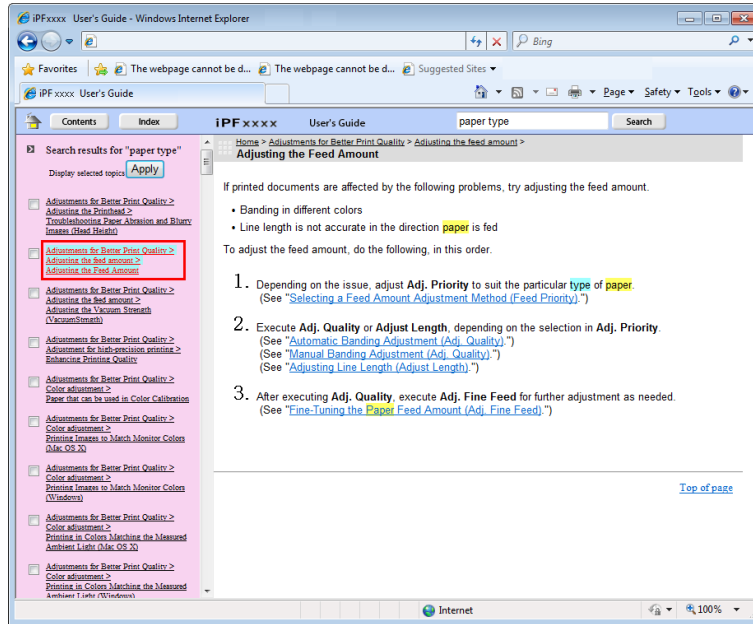 iPFxxxx User's Guide - Windows Internet Explorer
Bing
Favorites The webpage cannot be d... The webpage cannot be d... Suggested Sites
iPF xxxx User's Guide Page Safety Tools
Contents Index iPF xxxx User's Guide paper type Search
Search results for "paper type"
Display selected topics Apply
Adjustments for Better Print Quality >
Adjusting the Printhead >
Troubleshooting Paper Abrasion and Blurry
Images (Head Height)
Adjustments for Better Print Quality >
Adjusting the feed amount >
Adjusting the Feed Amount
Adjustments for Better Print Quality >
Adjusting the feed amount >
Adjusting the Vacuum Strength
(VacuumStrngth)
Adjustments for Better Print Quality >
Adjustment for high-precision printing >
Enhancing Printing Quality
Adjustments for Better Print Quality >
Color adjustment >
Paper that can be used in Color Calibration
Adjustments for Better Print Quality >
Color adjustment >
Printing Images to Match Monitor Colors
(Mac OS X)
Adjustments for Better Print Quality >
Color adjustment >
Printing Images to Match Monitor Colors
(Windows)
Adjustments for Better Print Quality >
Color adjustment >
Printing in Colors Matching the Measured
Ambient Light (Mac OS X)
Adjustments for Better Print Quality >
Color adjustment >
Printing in Colors Matching the Measured
Ambient Light (Windows)
Home > Adjustments for Better Print Quality > Adjusting the feed amount >
Adjusting the Feed Amount
If printed documents are affected by the following problems, try adjusting the feed amount.
• Banding in different colors
• Line length is not accurate in the direction paper is fed
To adjust the feed amount, do the following, in this order.
1. Depending on the issue, adjust Adj. Priority to suit the particular type of paper.
(See "Selecting a Feed Amount Adjustment Method (Feed Priority).")
2. Execute Adj. Quality or Adjust Length, depending on the selection in Adj. Priority.
(See "Automatic Banding Adjustment (Adj. Quality).")
(See "Manual Banding Adjustment (Adj. Quality).")
(See "Adjusting Line Length (Adjust Length).")
3. After executing Adj. Quality, execute Adj. Fine Feed for further adjustment as needed.
(See "Fine-Tuning the Paper Feed Amount (Adj. Fine Feed).")
Top of page
Internet 100%